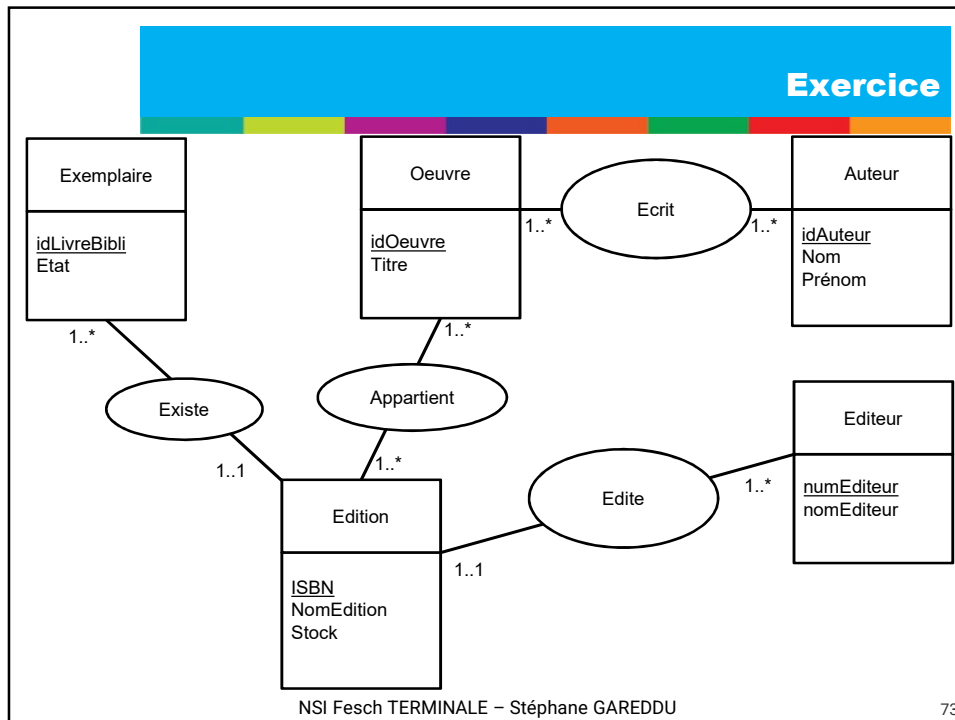 Exercice
Exemplaire
idLivreBibli
Etat
Oeuvre
idOeuvre
Titre
Ecrit
1..*
1..*
Auteur
idAuteur
Nom
Prénom
1..*
Existe
1..1
1..*
Appartient
1..*
Edition
ISBN
NomEdition
Stock
1..1
Edite
1..*
Editeur
numEditeur
nomEditeur
NSI Fesch TERMINALE – Stéphane GAREDDU
73